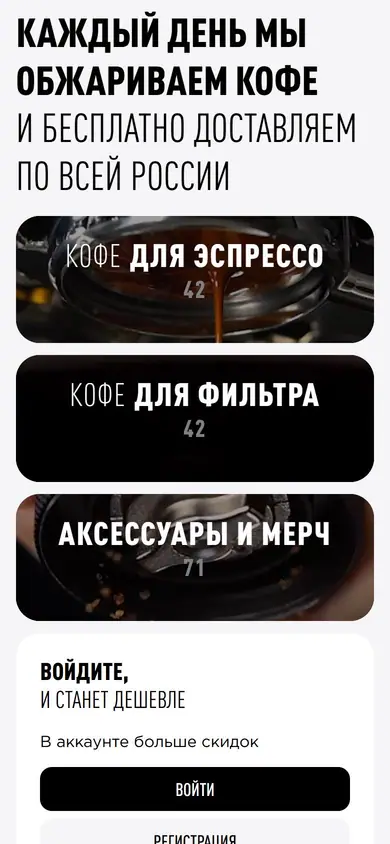 КАЖДЫЙ ДЕНЬ МЫ
ОБЖАРИВАЕМ КОФЕ
И БЕСПЛАТНО ДОСТАВЛЯЕМ
ПО ВСЕЙ РОССИИ
КОФЕ ДЛЯ ЭСПРЕССО
42
КОФЕ ДЛЯ ФИЛЬТРА
42
АКСЕССУАРЫ И МЕРЧ
71
ВОЙДИТЕ,
И СТАНЕТ ДЕШЕВЛЕ
В аккаунте больше скидок
ВОЙТИ
РЕГИСТРАЦИЯ